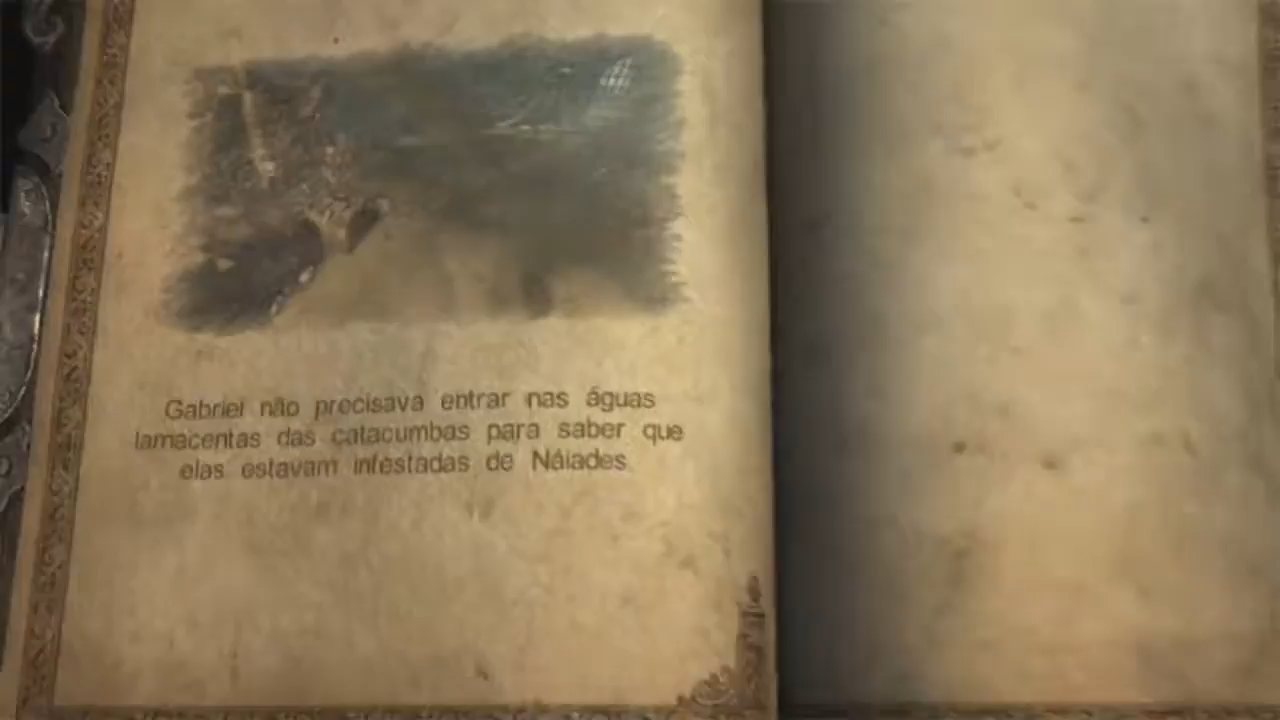 Gabriel não precisava entrar nas águas
lamacentas das catacumbas para saber que
elas estavam infestadas de Náiades